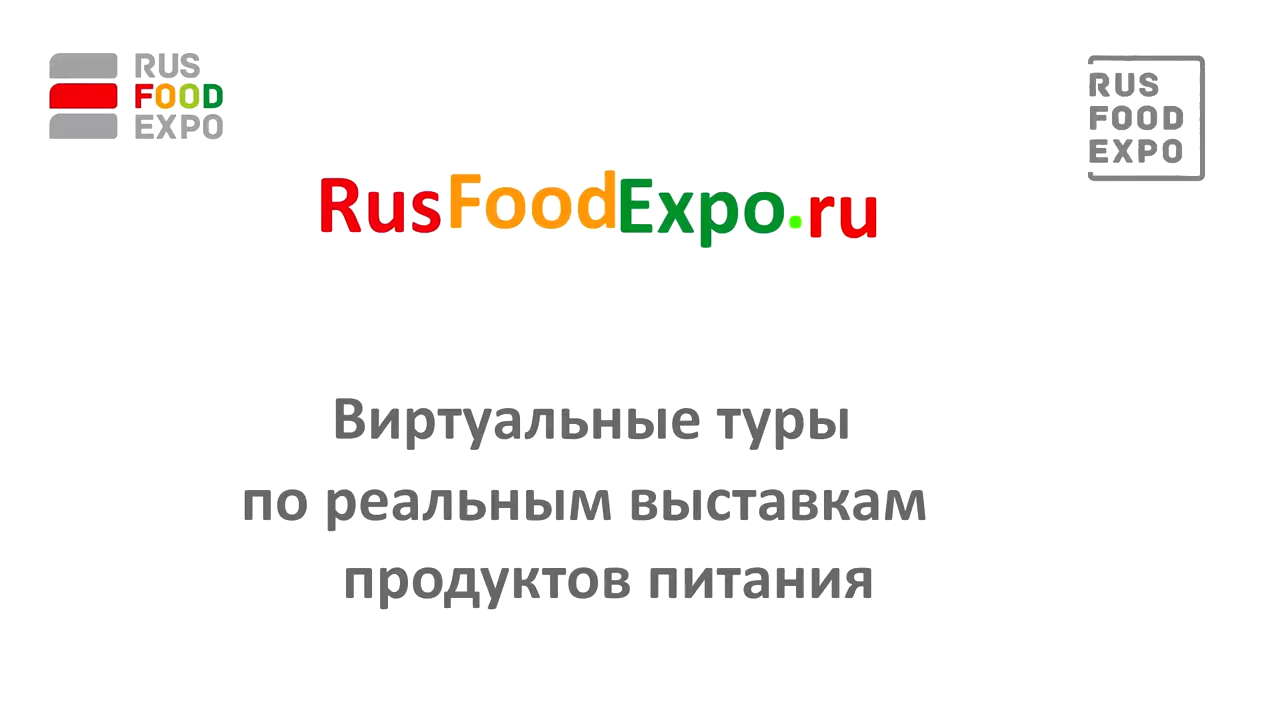 RUS
FOOD
EXPO
RUS
FOOD
EXPO
RusFoodExpo.ru
Виртуальные туры
по реальным выставкам
продуктов питания